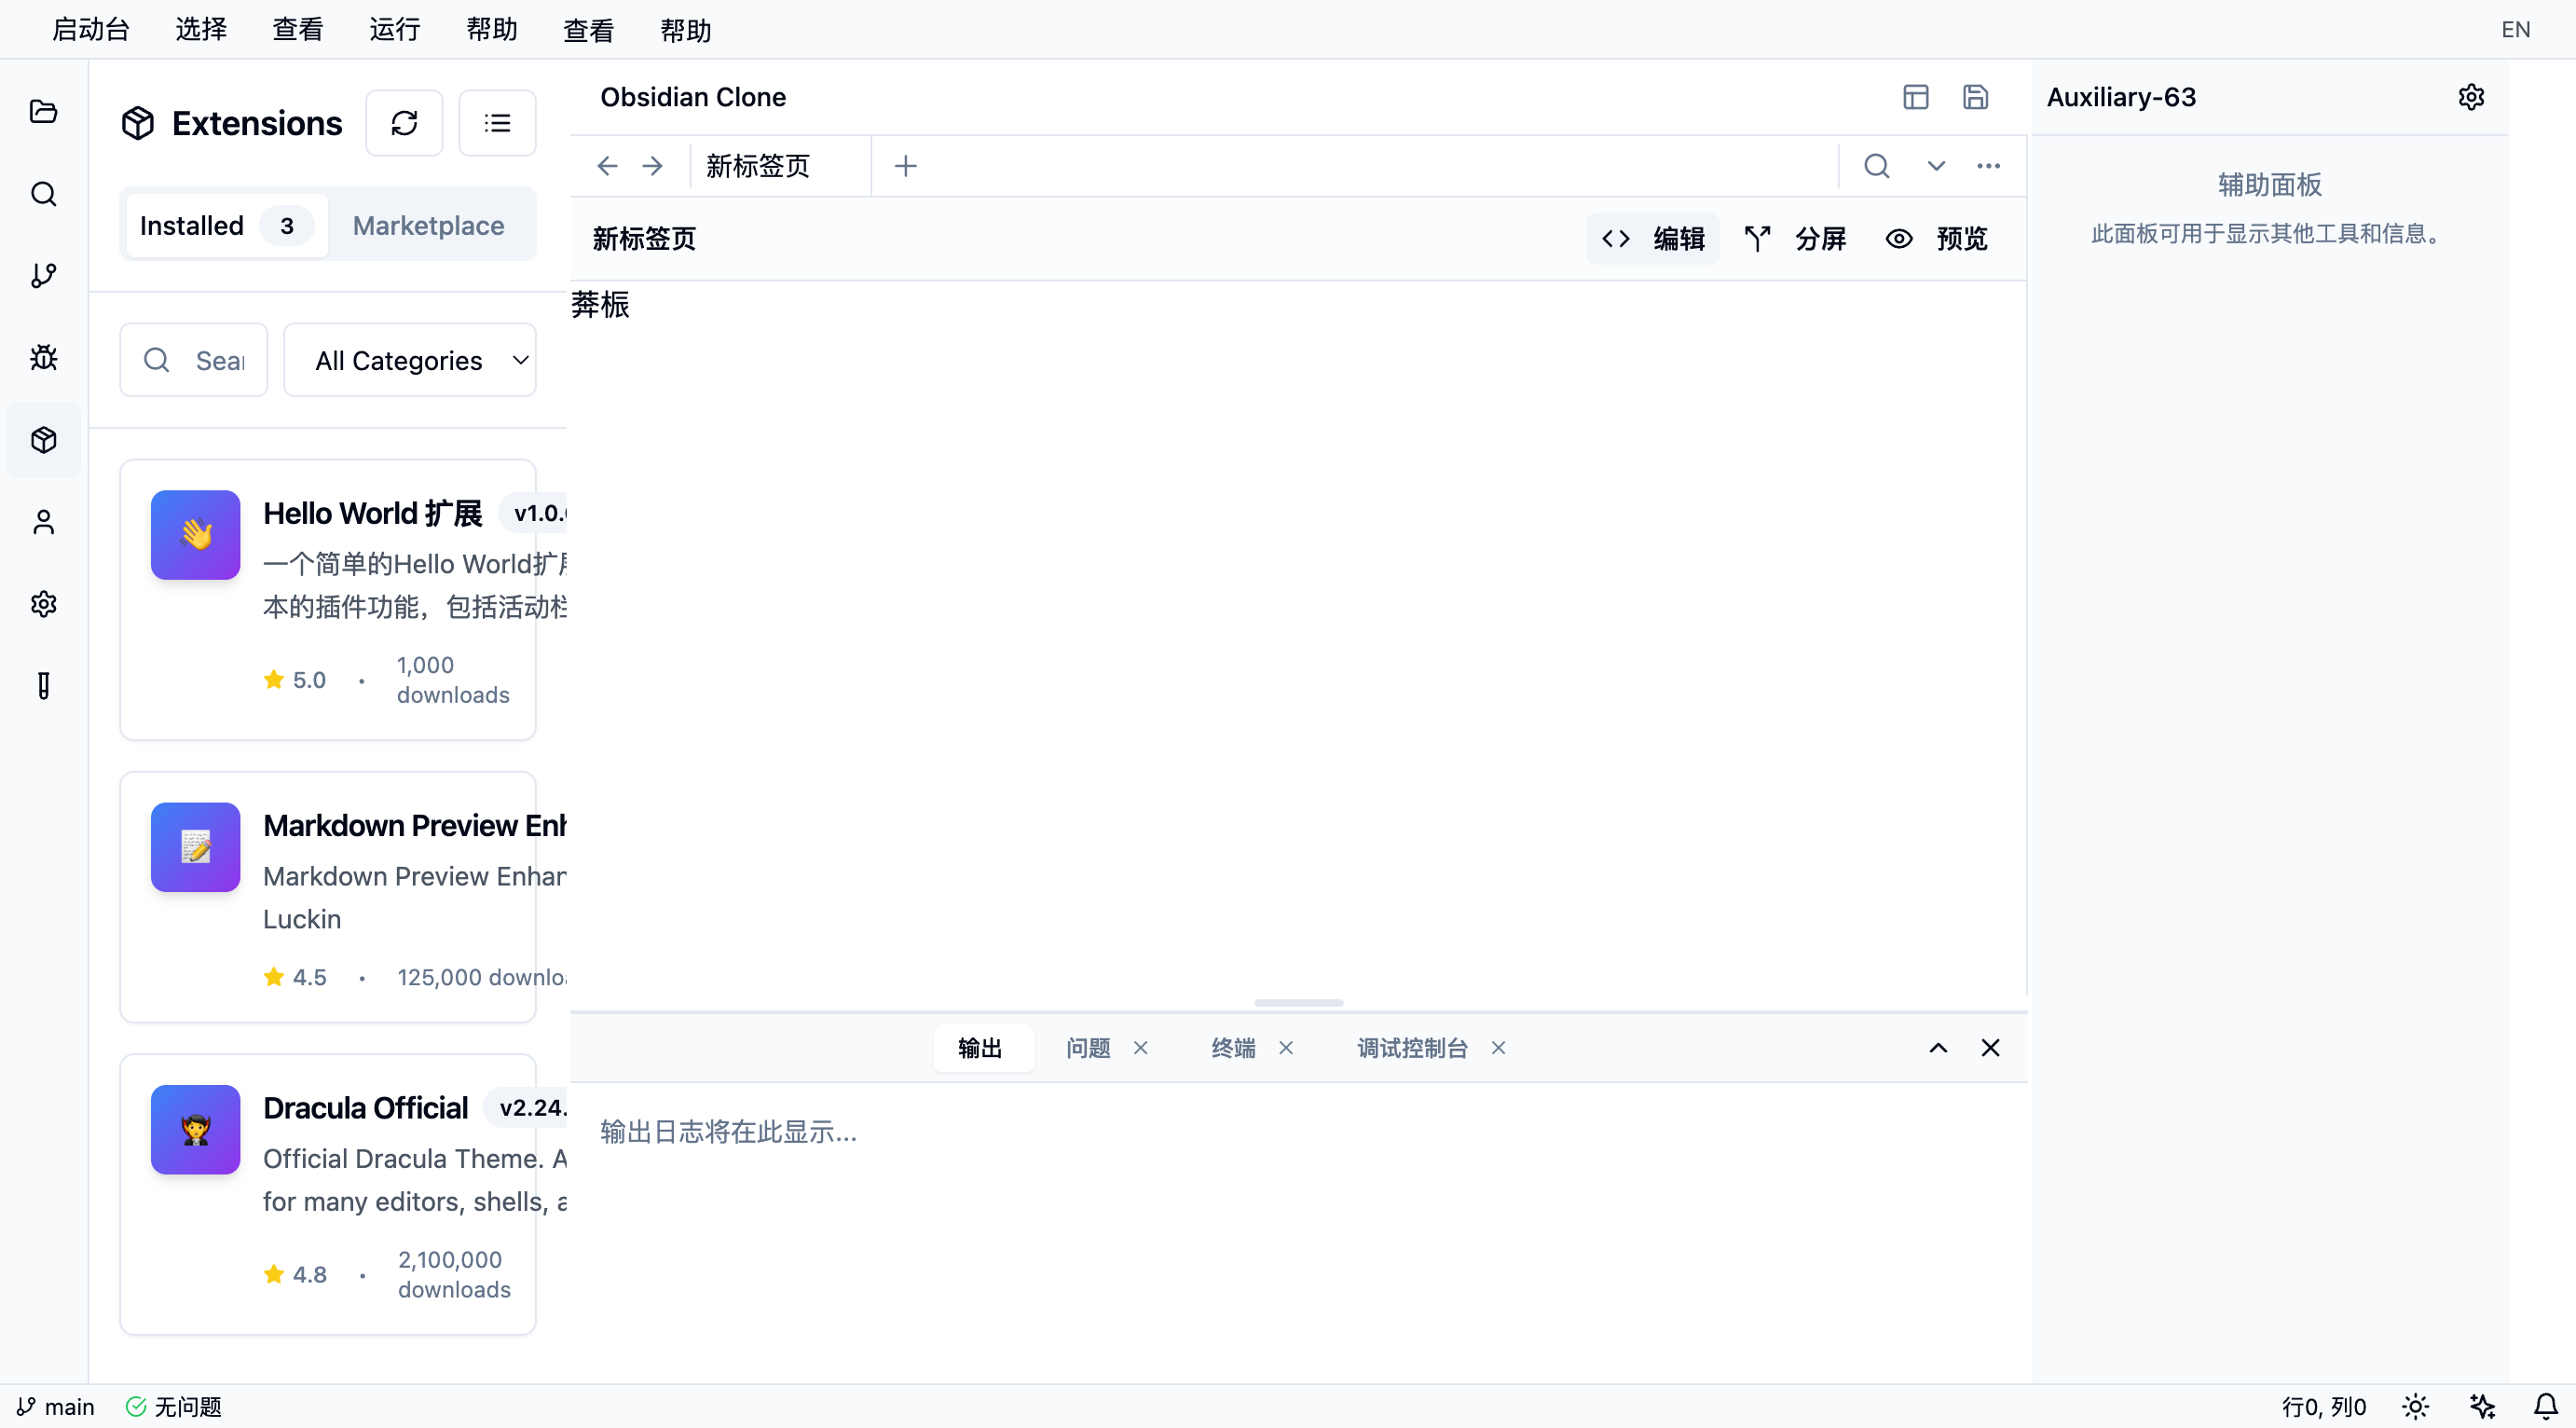 启动台 选择 查看 运行 帮助 查看 帮助 EN
Extensions
Installed 3 Marketplace
All Categories
Hello World 扩展
一个简单的Hello World扩
本的插件功能，包括活动栏
5.0 • 1,000
downloads
Markdown Preview
Markdown Preview
Luckin
4.5 • 125,000
Dracula Official v2.24.
Official Dracula Theme. A
for many editors, shells,
4.8 • 2,100,000
downloads
Obsidian Clone
新标签页
新标签页 编辑 分屏 预览
莽桭
输出 问题 终端 调试控制台
输出日志将在此显示...
Auxiliary-63
辅助面板
此面板可用于显示其他工具和信息。
main 无问题 行0, 列0